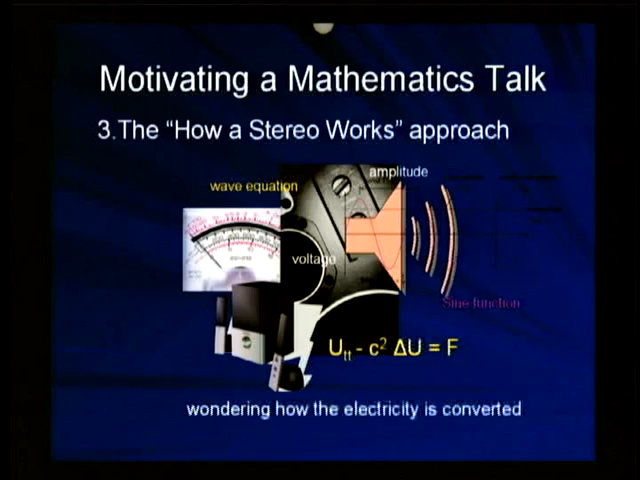 Motivating a Mathematics Talk
3.The “How a Stereo Works” approach
amplitude
wave equation
voltage
Sine function
Utt - c² ΔU = F
wondering how the electricity is converted